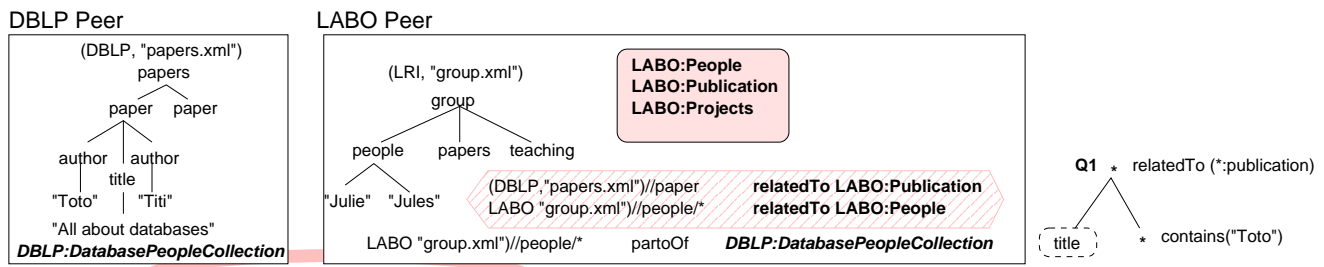 DBLP Peer
(DBLP, "papers.xml")
papers
paper paper
author author
title
"Toto" "Titi"
"All about databases"
DBLP:DatabasePeopleCollection
LABO Peer
(LRI, "group.xml")
group
people papers teaching
"Julie" "Jules"
LABO:People
LABO:Publication
LABO:Projects
(DBLP,"papers.xml")//paper relatedTo LABO:Publication
LABO "group.xml")//people/* relatedTo LABO:People
LABO "group.xml")//people/* partoOf DBLP:DatabasePeopleCollection
Q1 * relatedTo (*:publication)
title * contains("Toto")